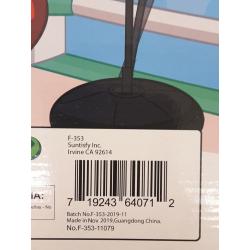 F-353
Suntisfy Inc.
Irvine CA 92614
7 19243 64071 2
Batch No.F-353-2019-11
Made in Nov 2019,Guangdong China.
No.F-353-11079